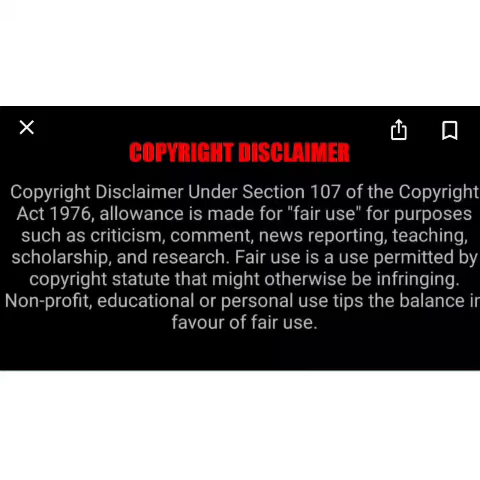 COPYRIGHT DISCLAIMER
Copyright Disclaimer Under Section 107 of the Copyright
Act 1976, allowance is made for "fair use" for purposes
such as criticism, comment, news reporting, teaching,
scholarship, and research. Fair use is a use permitted by
copyright statute that might otherwise be infringing.
Non-profit, educational or personal use tips the balance in
favour of fair use.